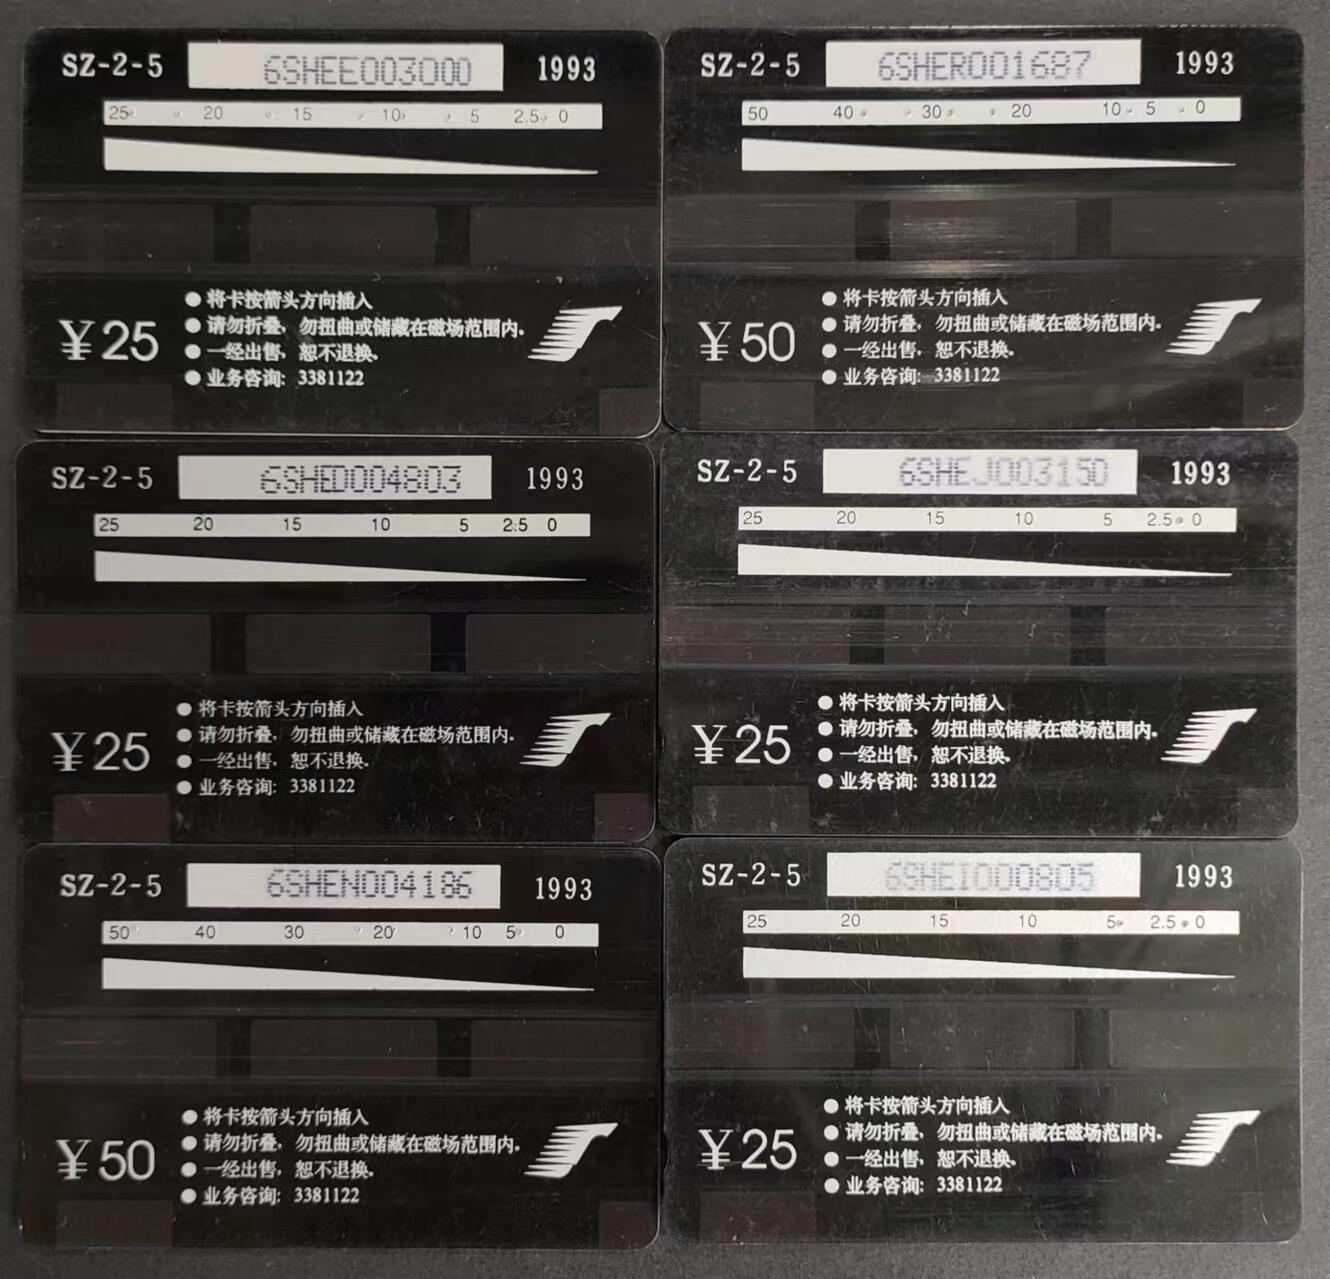 SZ-2-5 6SHEE003000 1993
25 20 15 10 5 2.5 0
将卡按箭头方向插入
请勿折叠，勿扭曲或储藏在磁场范围内.
¥25
一经出售，恕不退换.
业务咨询: 3381122
SZ-2-5 6SHER001687 1993
50 40 30 20 10 5 0
将卡按箭头方向插入
请勿折叠，勿扭曲或储藏在磁场范围内.
¥50
一经出售，恕不退换.
业务咨询: 3381122
SZ-2-5 6SHED004803 1993
25 20 15 10 5 2.5 0
将卡按箭头方向插入
请勿折叠，勿扭曲或储藏在磁场范围内.
¥25
一经出售，恕不退换.
业务咨询: 3381122
SZ-2-5 6SHEJ003150 1993
25 20 15 10 5 2.5 0
将卡按箭头方向插入
请勿折叠，勿扭曲或储藏在磁场范围内.
¥25
一经出售，恕不退换.
业务咨询: 3381122
SZ-2-5 6SHEN004186 1993
50 40 30 20 10 5 0
将卡按箭头方向插入
请勿折叠，勿扭曲或储藏在磁场范围内.
¥50
一经出售，恕不退换.
业务咨询: 3381122
SZ-2-5 6SHEI000805 1993
25 20 15 10 5 2.5 0
将卡按箭头方向插入
请勿折叠，勿扭曲或储藏在磁场范围内.
¥25
一经出售，恕不退换.
业务咨询: 3381122